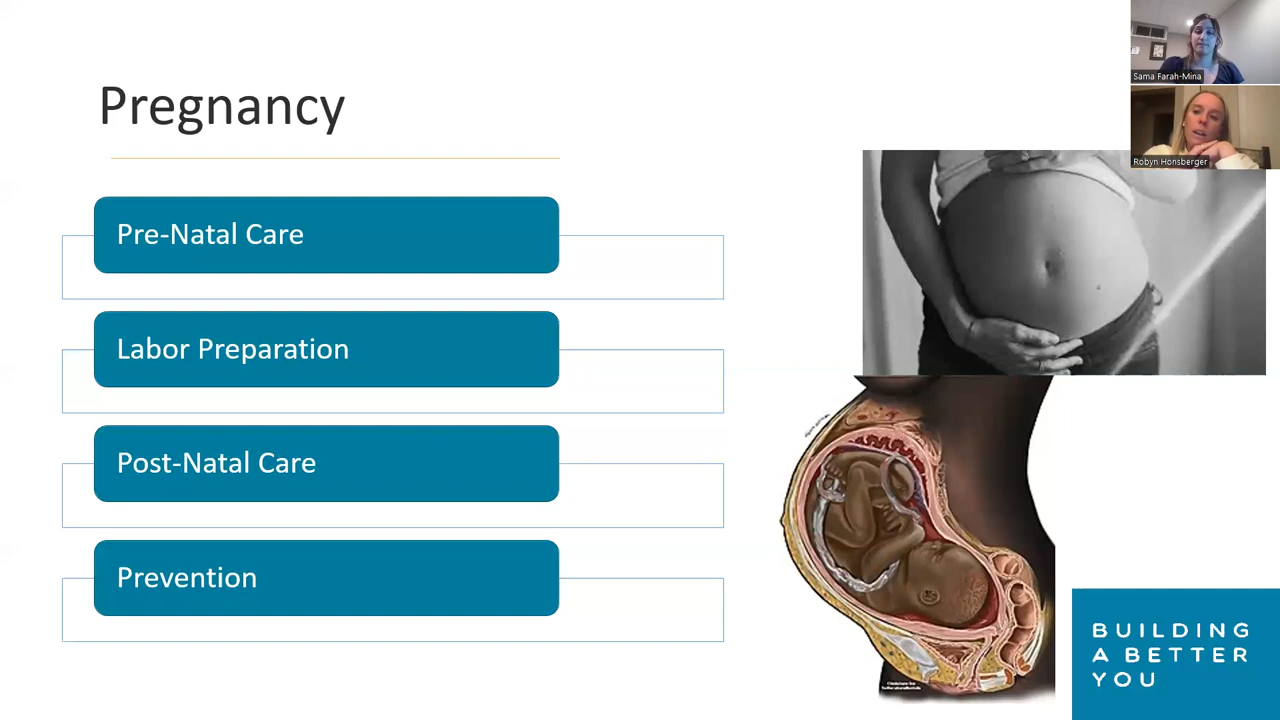 Pregnancy
Pre-Natal Care
Labor Preparation
Post-Natal Care
Prevention
Sama Farah-Mina
Robyn Honsberger
BUILDING
A BETTER
YOU